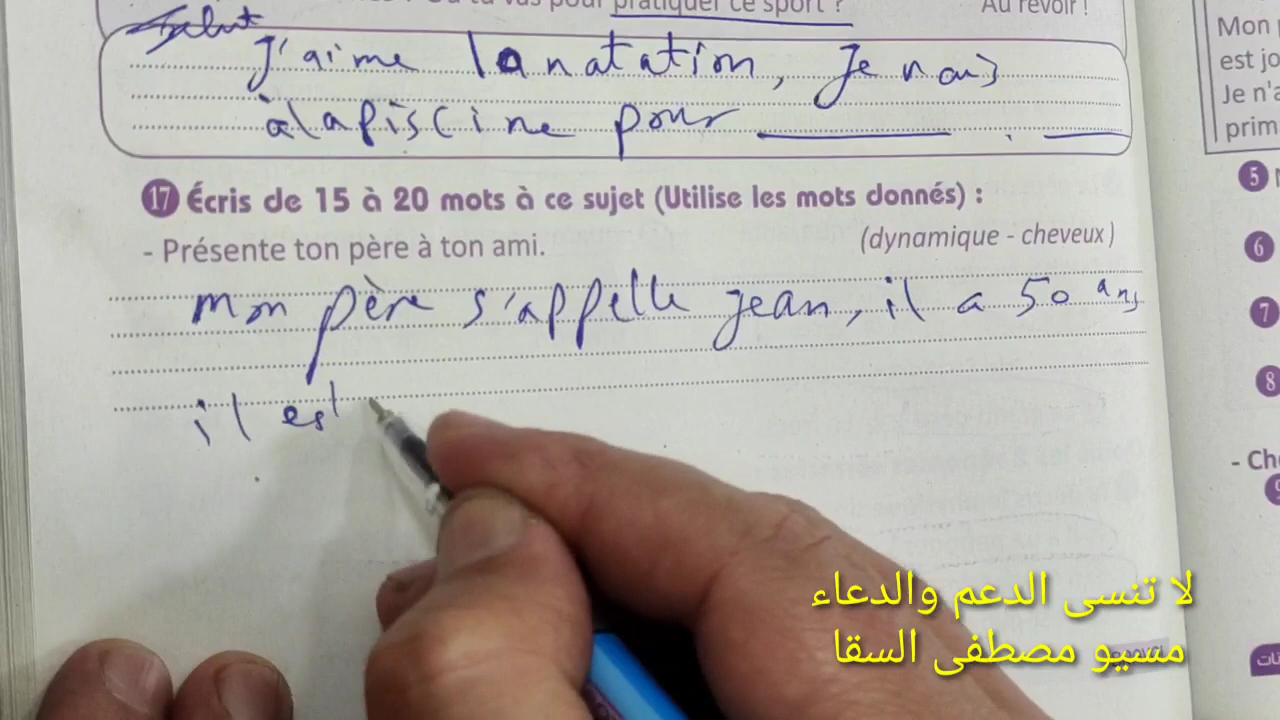 pratiquer ce sport ?
Au revoir !
Salut
J'aime la natation, Je vais
à la piscine pour
17 Écris de 15 à 20 mots à ce sujet (Utilise les mots donnés) :
- Présente ton père à ton ami. (dynamique - cheveux)
mon père s'appelle Jean, il a 50 ans
il est
Mon
est jo
Je n'a
prim
5
6
7
8
- Ch
لا تنسى الدعم والدعاء
مسيو مصطفى السقا